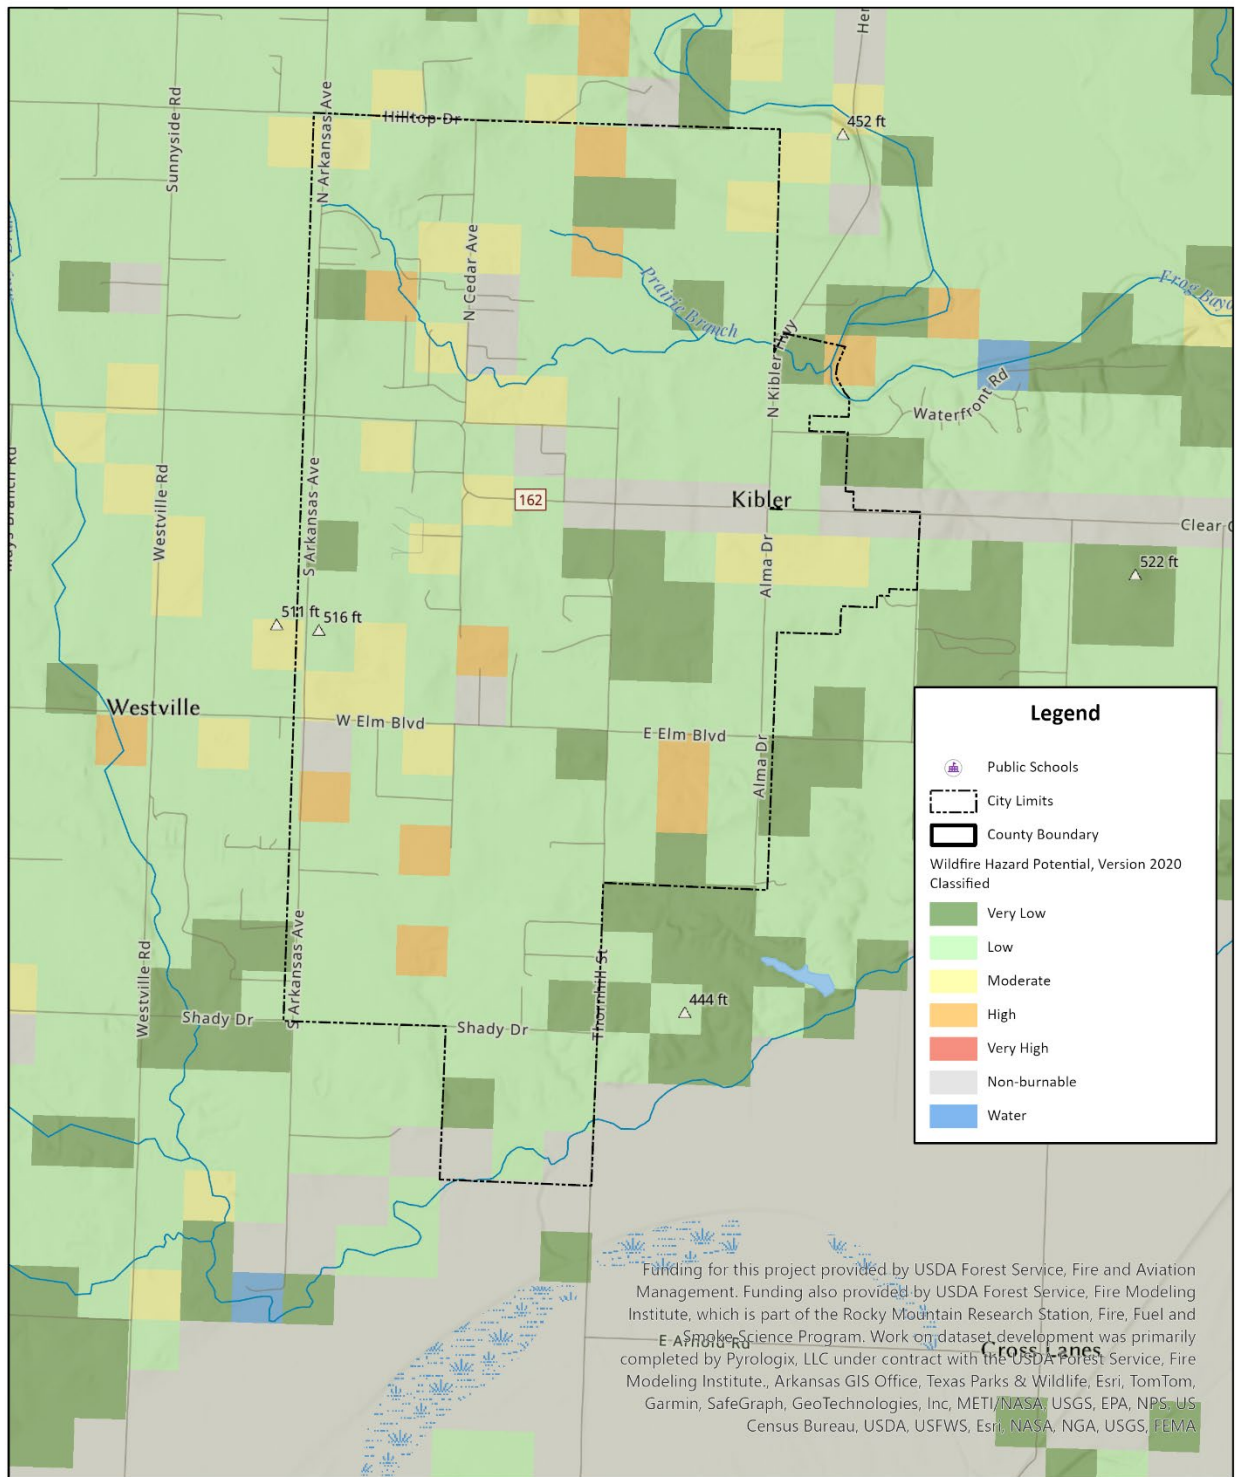 Her
452 ft
Sunnyside Rd
N Arkansas Ave
Hilltop Dr
N Cedar Ave
Prairie Branch
Frog Bayo
N Kibler Hwy
Waterfront Rd
Westville Rd
S Arkansas Ave
162
Kibler
Clear C
Alma Dr
522 ft
511 ft
516 ft
Westville
W Elm Blvd
E Elm Blvd
Alma Dr
Legend
Public Schools
City Limits
County Boundary
Wildfire Hazard Potential, Version 2020
Classified
Very Low
Low
Moderate
High
Very High
Non-burnable
Water
Westville Rd
S Arkansas Ave
Thornhill St
444 ft
Shady Dr
Shady Dr
E Arnold Rd
Cross Lanes
Funding for this project provided by USDA Forest Service, Fire and Aviation
Management. Funding also provided by USDA Forest Service, Fire Modeling
Institute, which is part of the Rocky Mountain Research Station, Fire, Fuel and
Smoke Science Program. Work on dataset development was primarily
completed by Pyrologix, LLC under contract with the USDA Forest Service, Fire
Modeling Institute., Arkansas GIS Office, Texas Parks & Wildlife, Esri, TomTom,
Garmin, SafeGraph, GeoTechnologies, Inc, METI/NASA, USGS, EPA, NPS, US
Census Bureau, USDA, USFWS, Esri, NASA, NGA, USGS, FEMA